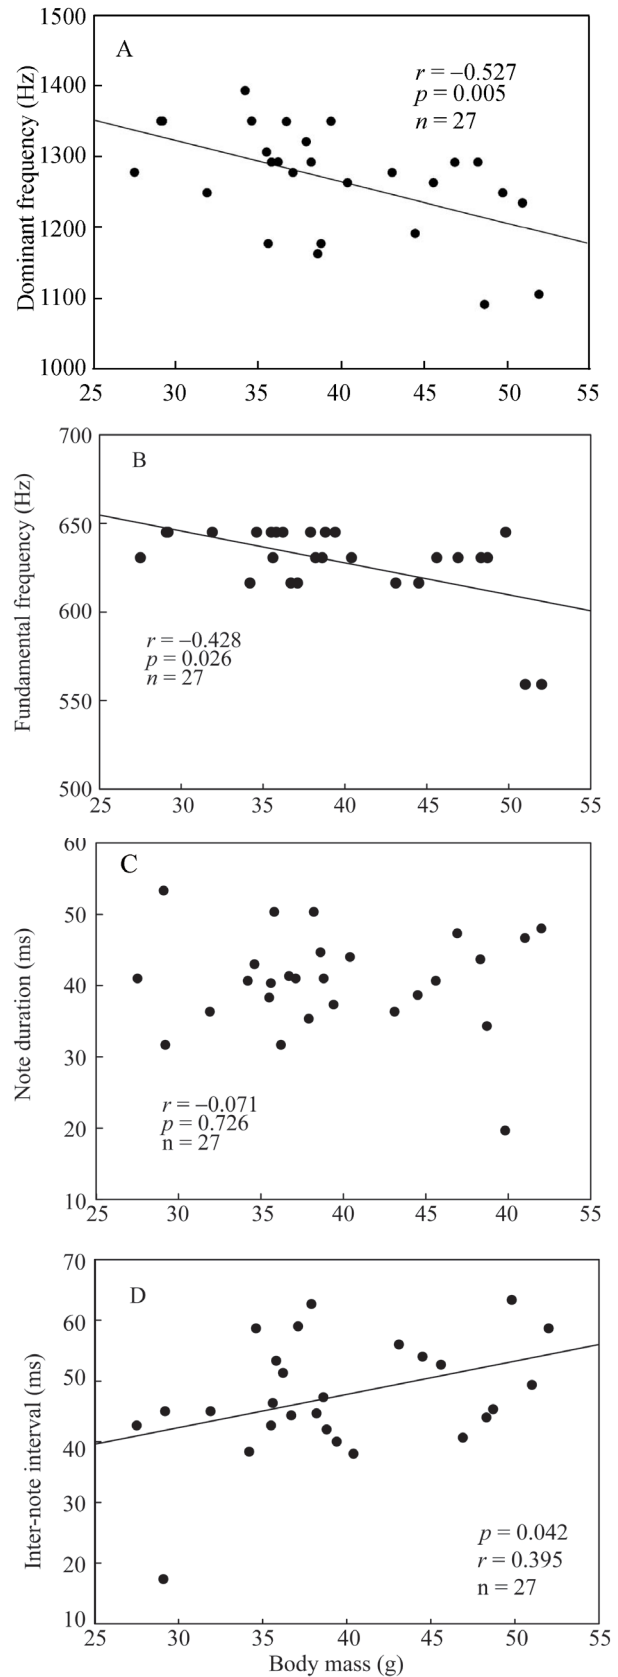 1500
A
r = –0.527
p = 0.005
n = 27
1400
1300
1200
1100
1000
Dominant frequency (Hz)
25 30 35 40 45 50 55
700
B
650
600
r = –0.428
p = 0.026
n = 27
550
500
Fundamental frequency (Hz)
25 30 35 40 45 50 55
60
C
50
40
30
r = –0.071
p = 0.726
n = 27
20
10
Note duration (ms)
25 30 35 40 45 40 55
70
D
60
50
40
30
p = 0.042
r = 0.395
n = 27
20
10
Inter-note interval (ms)
25 30 35 40 45 50 55
Body mass (g)